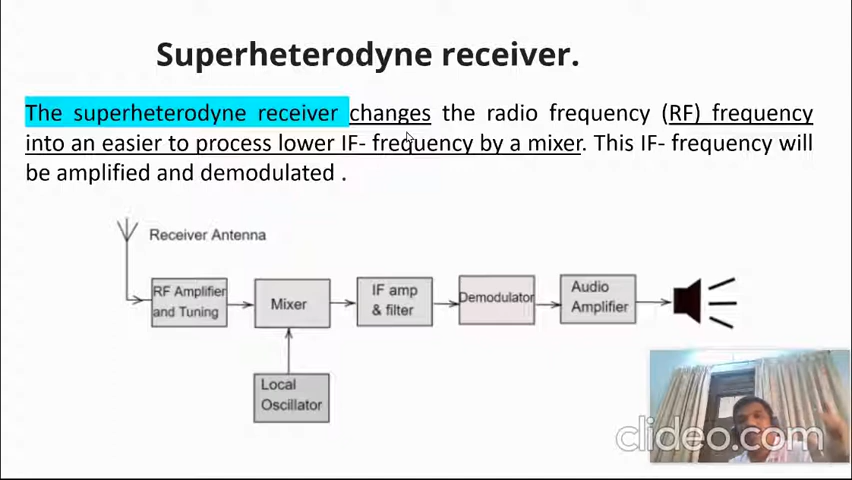 Superheterodyne receiver.
The superheterodyne receiver changes the radio frequency (RF) frequency
into an easier to process lower IF- frequency by a mixer. This IF- frequency will
be amplified and demodulated .
Receiver Antenna
RF Amplifier
and Tuning
Mixer
IF amp
& filter
Demodulator
Audio
Amplifier
Local
Oscillator
clideo.com